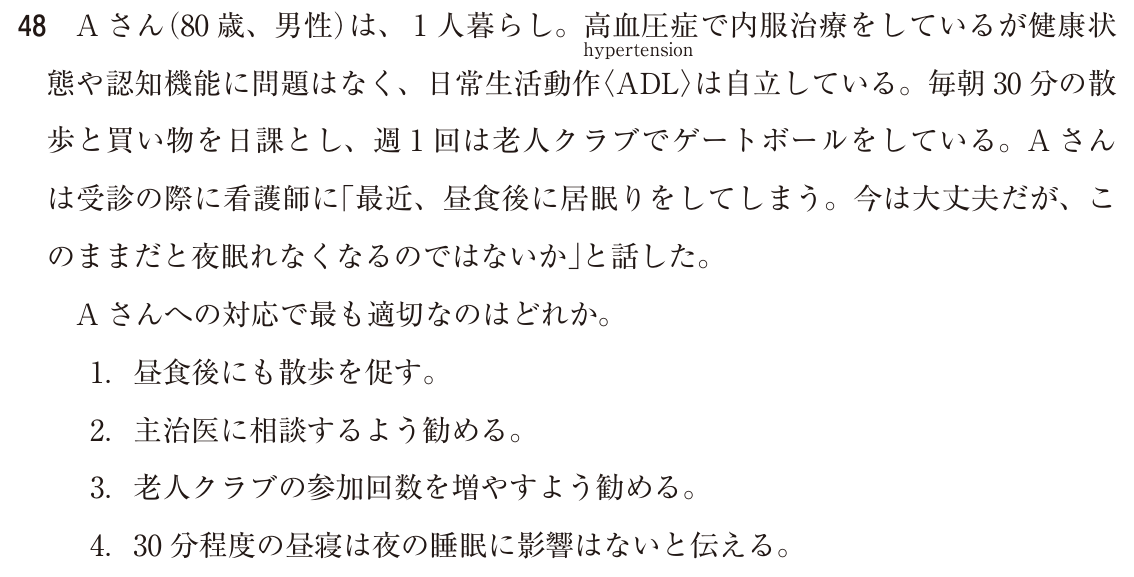 48 Aさん(80歳、男性)は、1人暮らし。高血圧症で内服治療をしているが健康状
hypertension
態や認知機能に問題はなく、日常生活動作〈ADL〉は自立している。毎朝30分の散
歩と買い物を日課とし、週1回は老人クラブでゲートボールをしている。Aさん
は受診の際に看護師に「最近、昼食後に居眠りをしてしまう。今は大丈夫だが、こ
のままだと夜眠れなくなるのではないか」と話した。
Aさんへの対応で最も適切なのはどれか。
1. 昼食後にも散歩を促す。
2. 主治医に相談するよう勧める。
3. 老人クラブの参加回数を増やすよう勧める。
4. 30分程度の昼寝は夜の睡眠に影響はないと伝える。